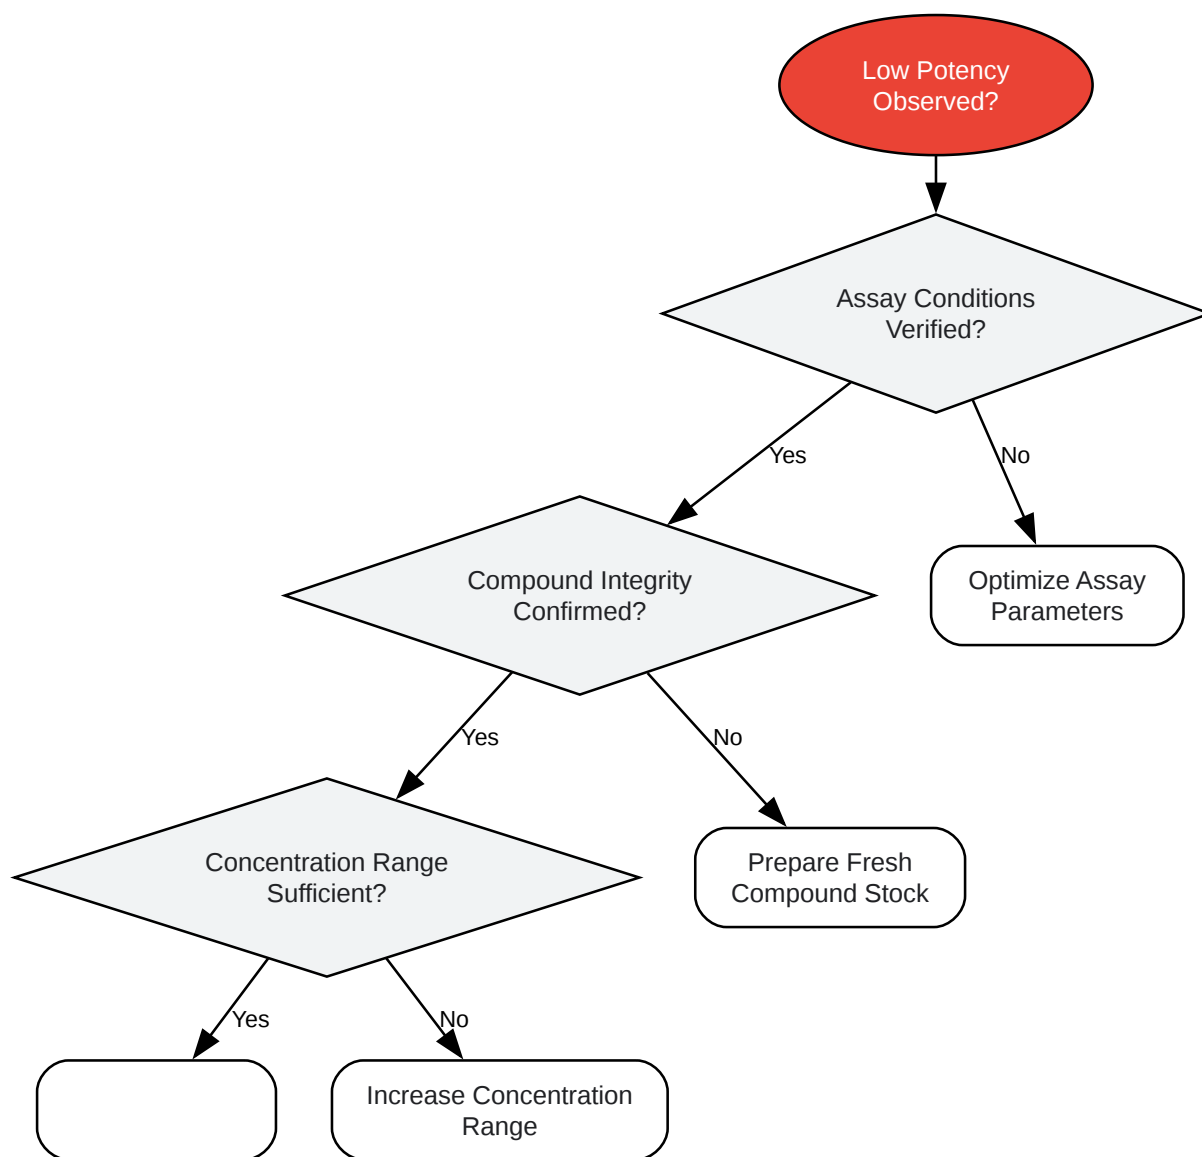 Low Potency
Observed?
Assay Conditions
Verified?
Yes
No
Compound Integrity
Confirmed?
Optimize Assay
Parameters
Yes
No
Concentration Range
Sufficient?
Prepare Fresh
Compound Stock
Yes
No
Increase Concentration
Range